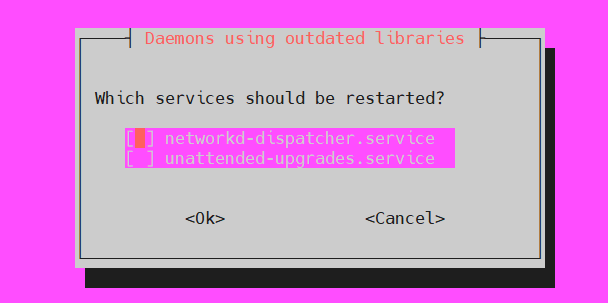 Daemons using outdated libraries
Which services should be restarted?
[ ] networkd-dispatcher.service
[ ] unattended-upgrades.service
<Ok> <Cancel>